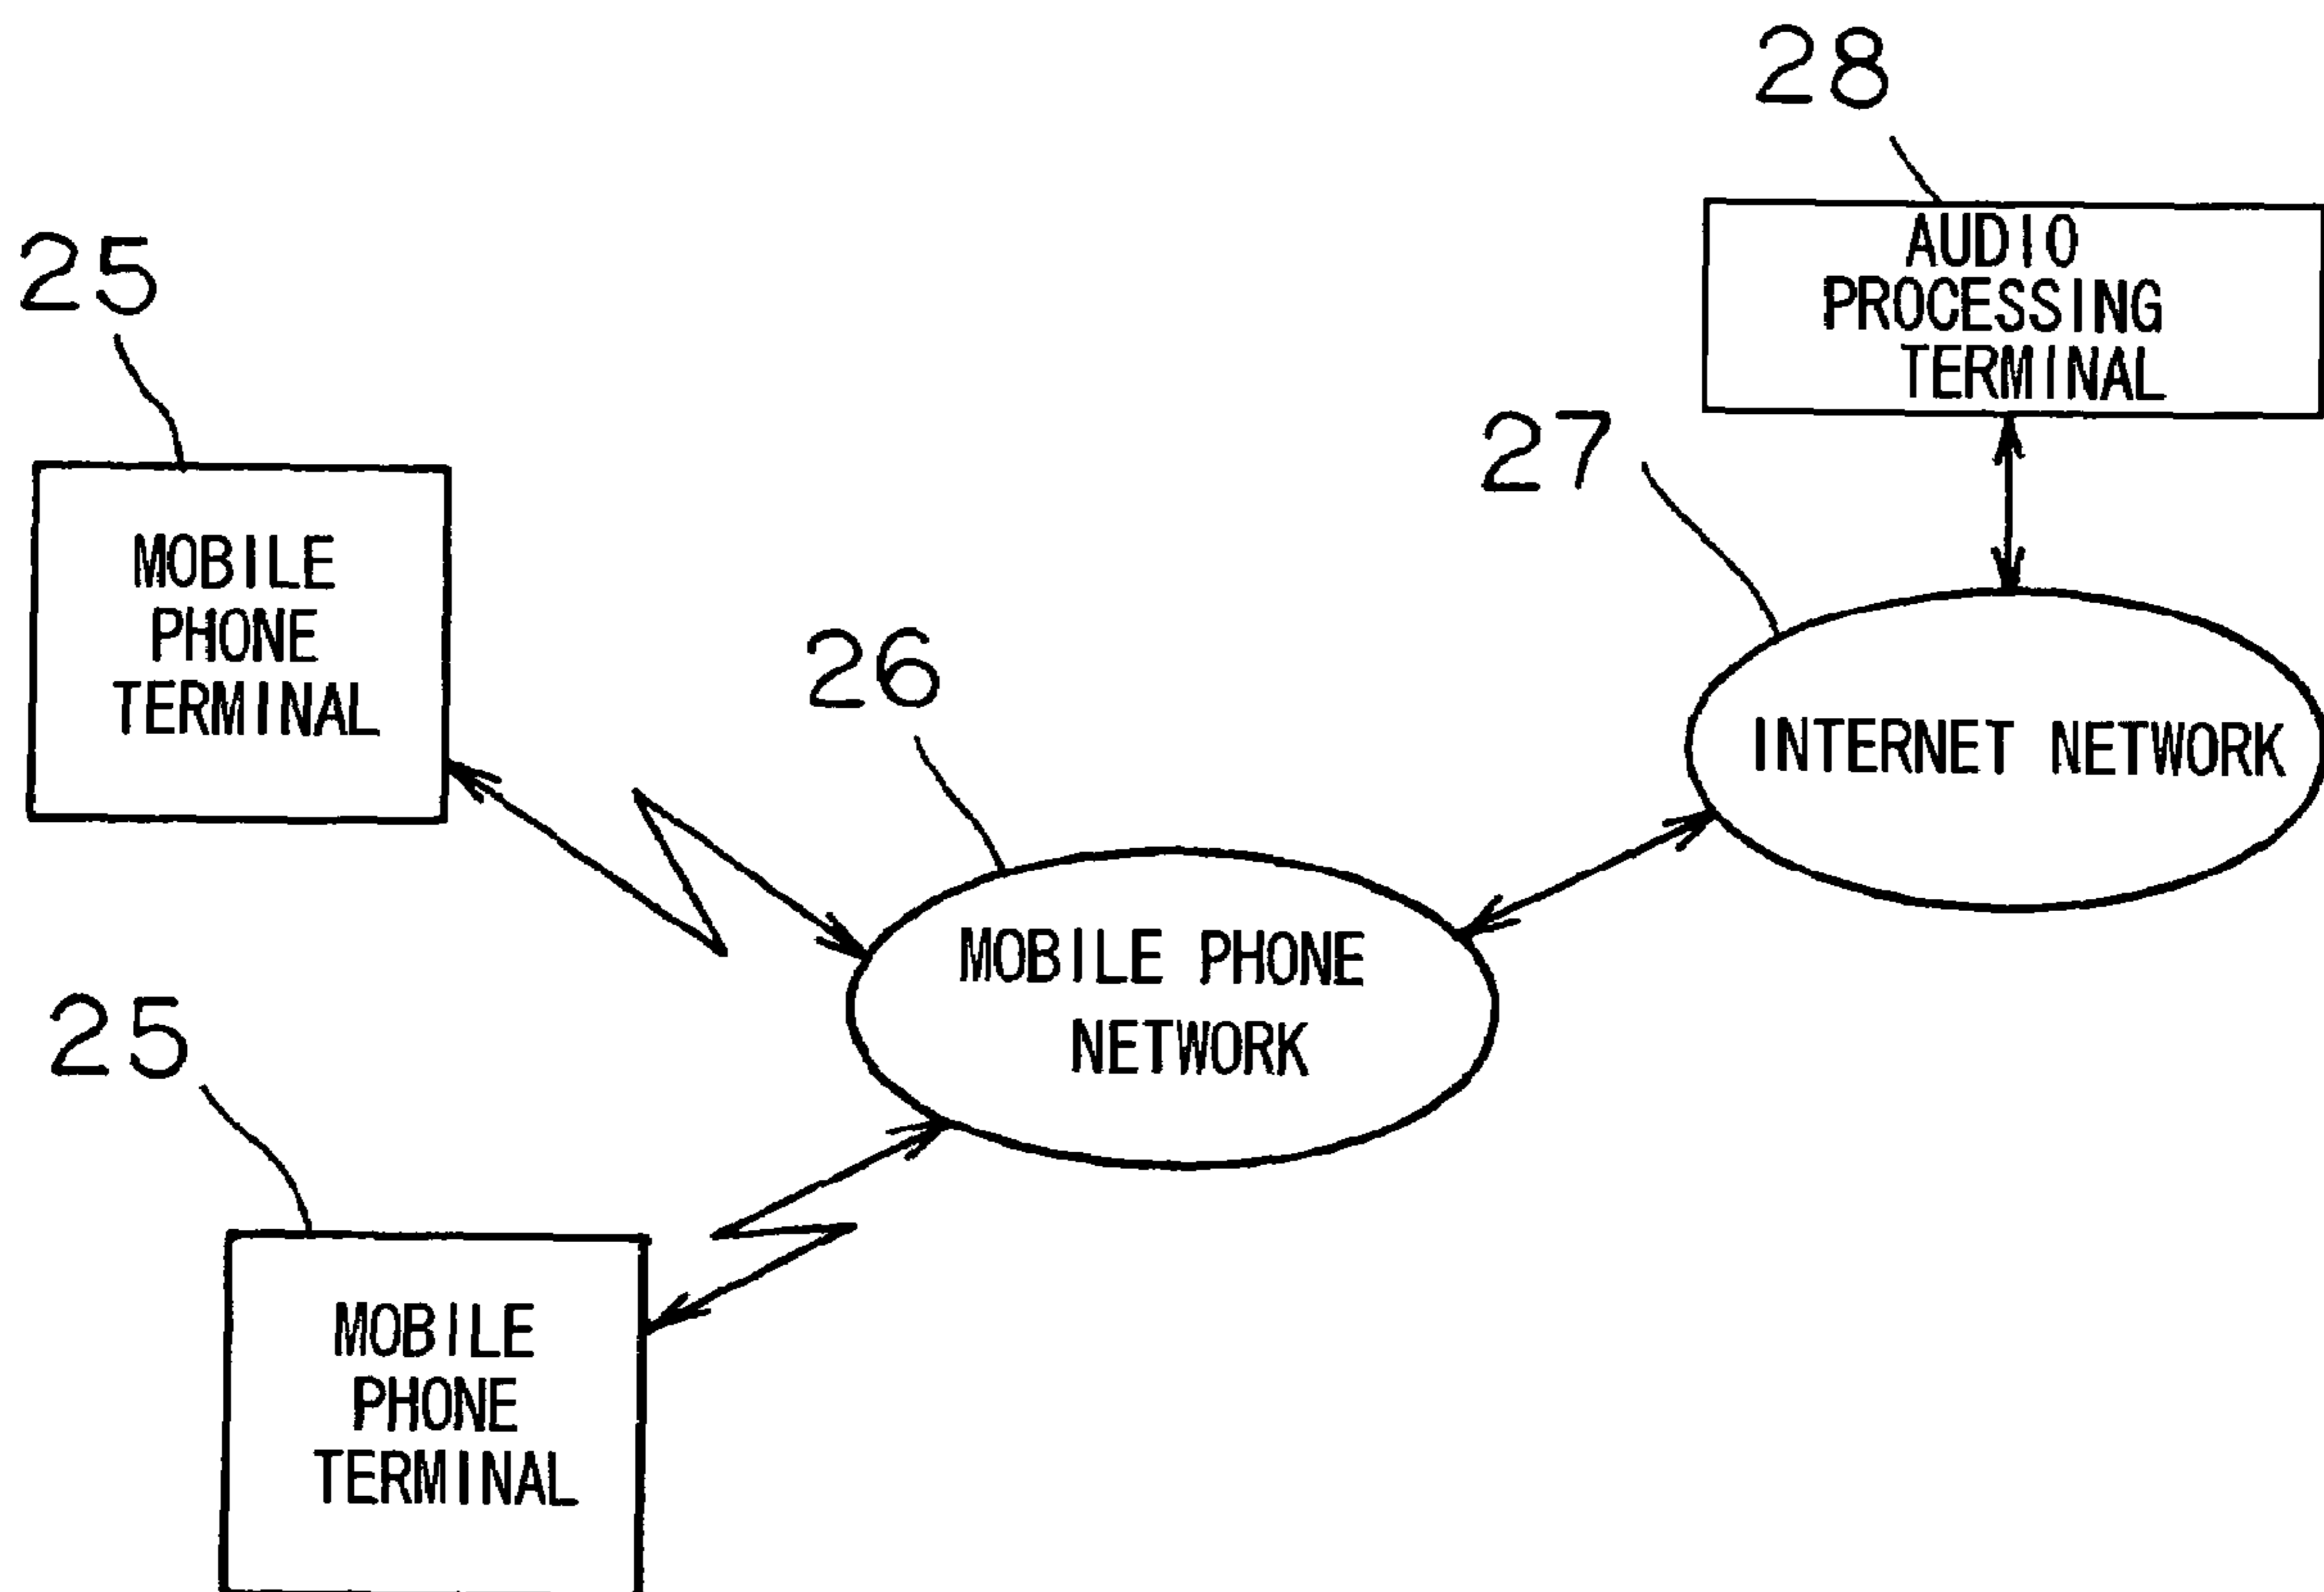 28
AUDIO
PROCESSING
TERMINAL
25
27
MOBILE
PHONE
TERMINAL
26
INTERNET NETWORK
MOBILE PHONE
NETWORK
25
MOBILE
PHONE
TERMINAL